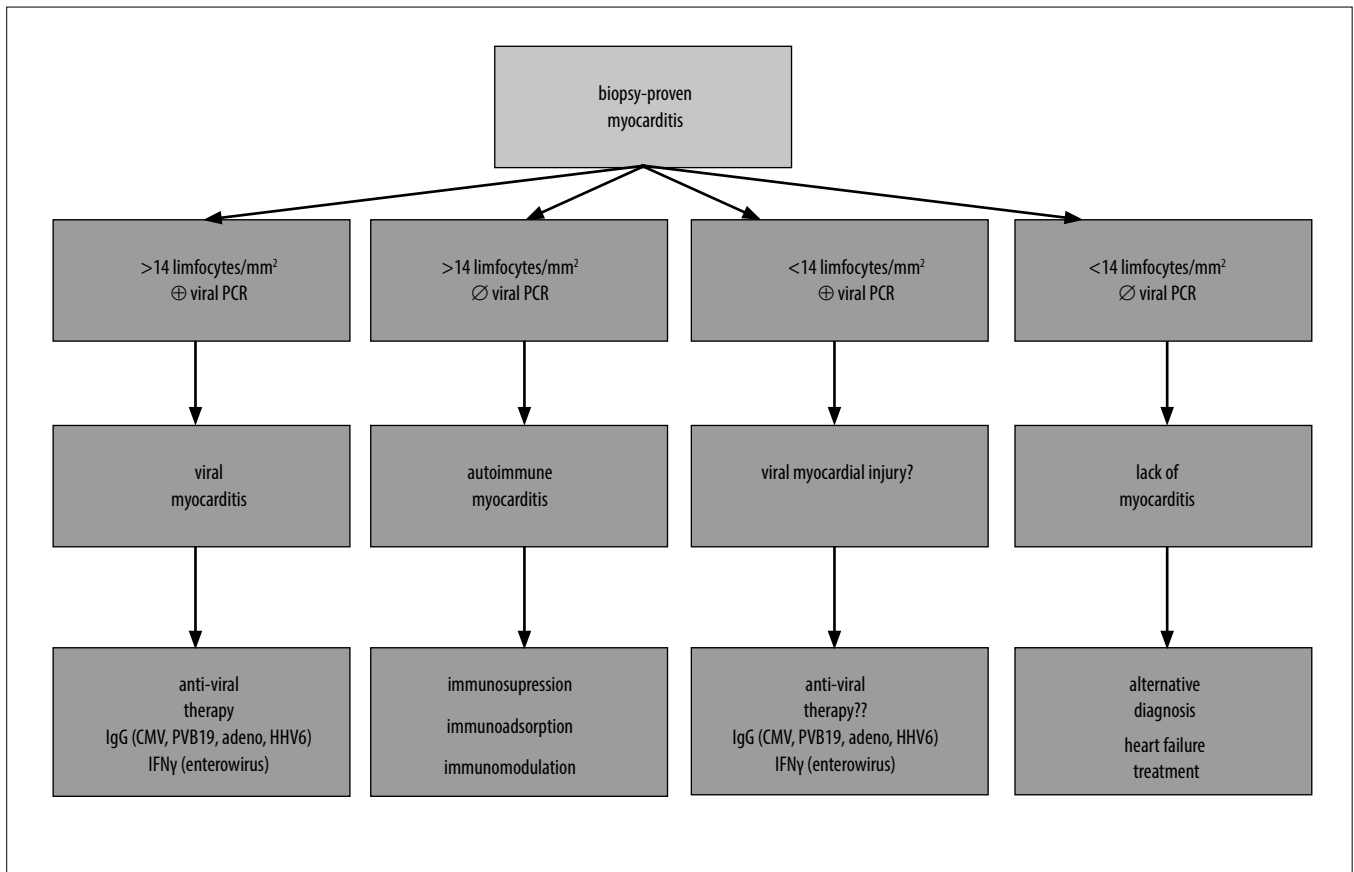 biopsy-proven
myocarditis
>14 limfocytes/mm²
⊕ viral PCR
>14 limfocytes/mm²
∅ viral PCR
<14 limfocytes/mm²
⊕ viral PCR
<14 limfocytes/mm²
∅ viral PCR
viral
myocarditis
autoimmune
myocarditis
viral myocardial injury?
lack of
myocarditis
anti-viral
therapy
IgG (CMV, PVB19, adeno, HHV6)
IFNγ (enterowirus)
immunosupression
immunoadsorption
immunomodulation
anti-viral
therapy??
IgG (CMV, PVB19, adeno, HHV6)
IFNγ (enterowirus)
alternative
diagnosis
heart failure
treatment